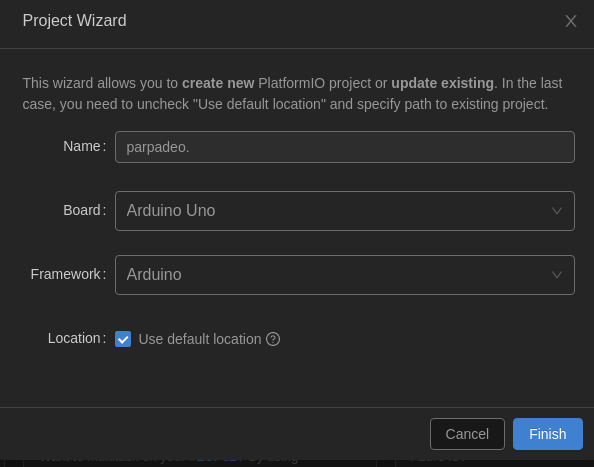 Project Wizard
This wizard allows you to create new PlatformIO project or update existing. In the last
case, you need to uncheck "Use default location" and specify path to existing project.
Name:
parpadeo.
Board:
Arduino Uno
Framework:
Arduino
Location:
Use default location
Cancel
Finish